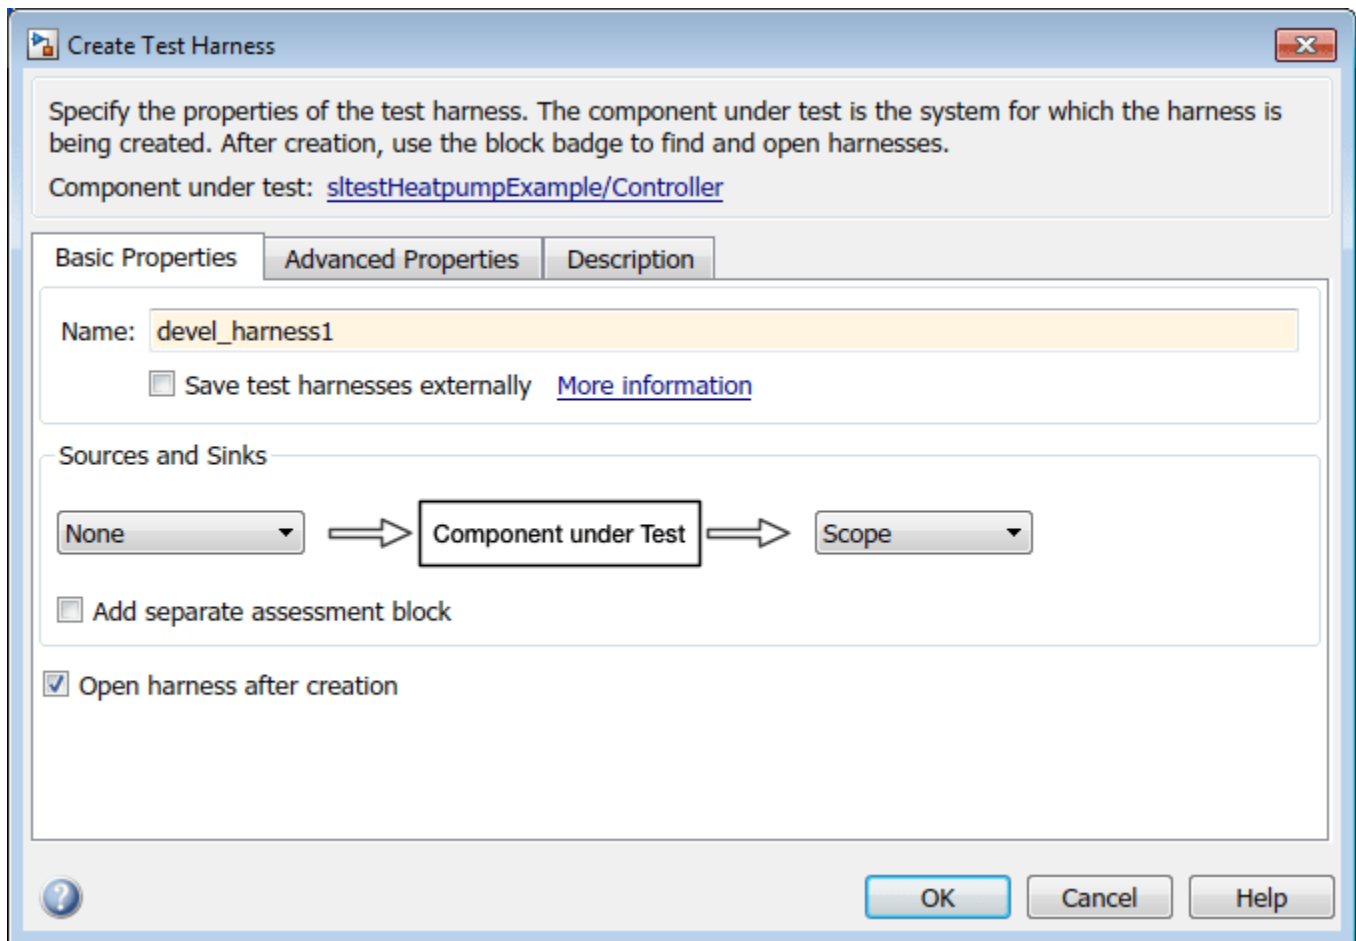 Create Test Harness
Specify the properties of the test harness. The component under test is the system for which the harness is
being created. After creation, use the block badge to find and open harnesses.
Component under test: sltestHeatpumpExample/Controller
Basic Properties Advanced Properties Description
Name: devel_harness1
Save test harnesses externally More information
Sources and Sinks
None Component under Test Scope
Add separate assessment block
Open harness after creation
? OK Cancel Help